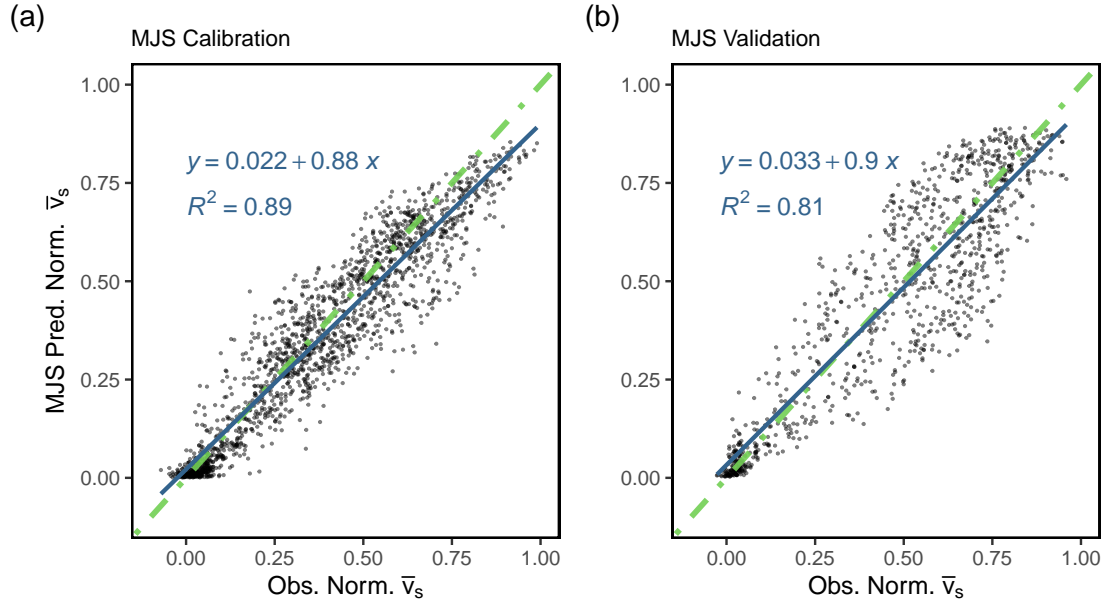 (a)
MJS Calibration
1.00
0.75
0.50
0.25
0.00
MJS Pred. Norm. v̅s
y = 0.022 + 0.88 x
R² = 0.89
0.00 0.25 0.50 0.75 1.00
Obs. Norm. v̅s
(b)
MJS Validation
1.00
0.75
0.50
0.25
0.00
y = 0.033 + 0.9 x
R² = 0.81
0.00 0.25 0.50 0.75 1.00
Obs. Norm. v̅s